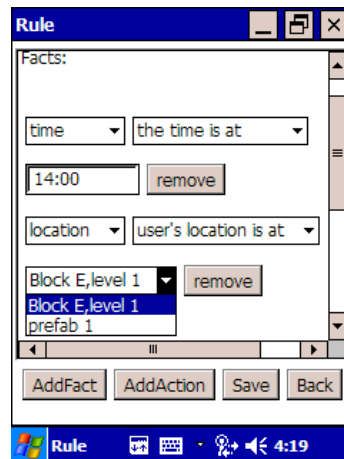 Rule
Facts:
time the time is at
14:00 remove
location user's location is at
Block E,level 1 remove
Block E,level 1
prefab 1
AddFact AddAction Save Back
Rule 4:19